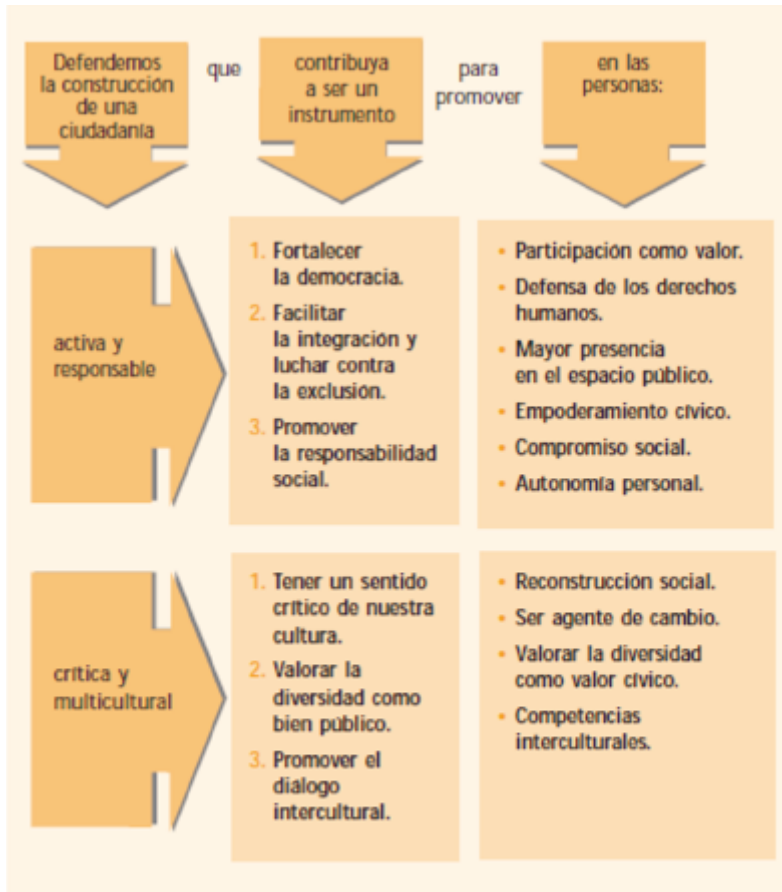 Defendemos
la construcción
de una
ciudadanía
que
contribuya
a ser un
instrumento
para
promover
en las
personas:
activa y
responsable
1. Fortalecer
la democracia.
2. Facilitar
la integración y
luchar contra
la exclusión.
3. Promover
la responsabilidad
social.
• Participación como valor.
• Defensa de los derechos
humanos.
• Mayor presencia
en el espacio público.
• Empoderamiento cívico.
• Compromiso social.
• Autonomía personal.
crítica y
multicultural
1. Tener un sentido
crítico de nuestra
cultura.
2. Valorar la
diversidad como
bien público.
3. Promover el
diálogo
intercultural.
• Reconstrucción social.
• Ser agente de cambio.
• Valorar la diversidad
como valor cívico.
• Competencias
interculturales.